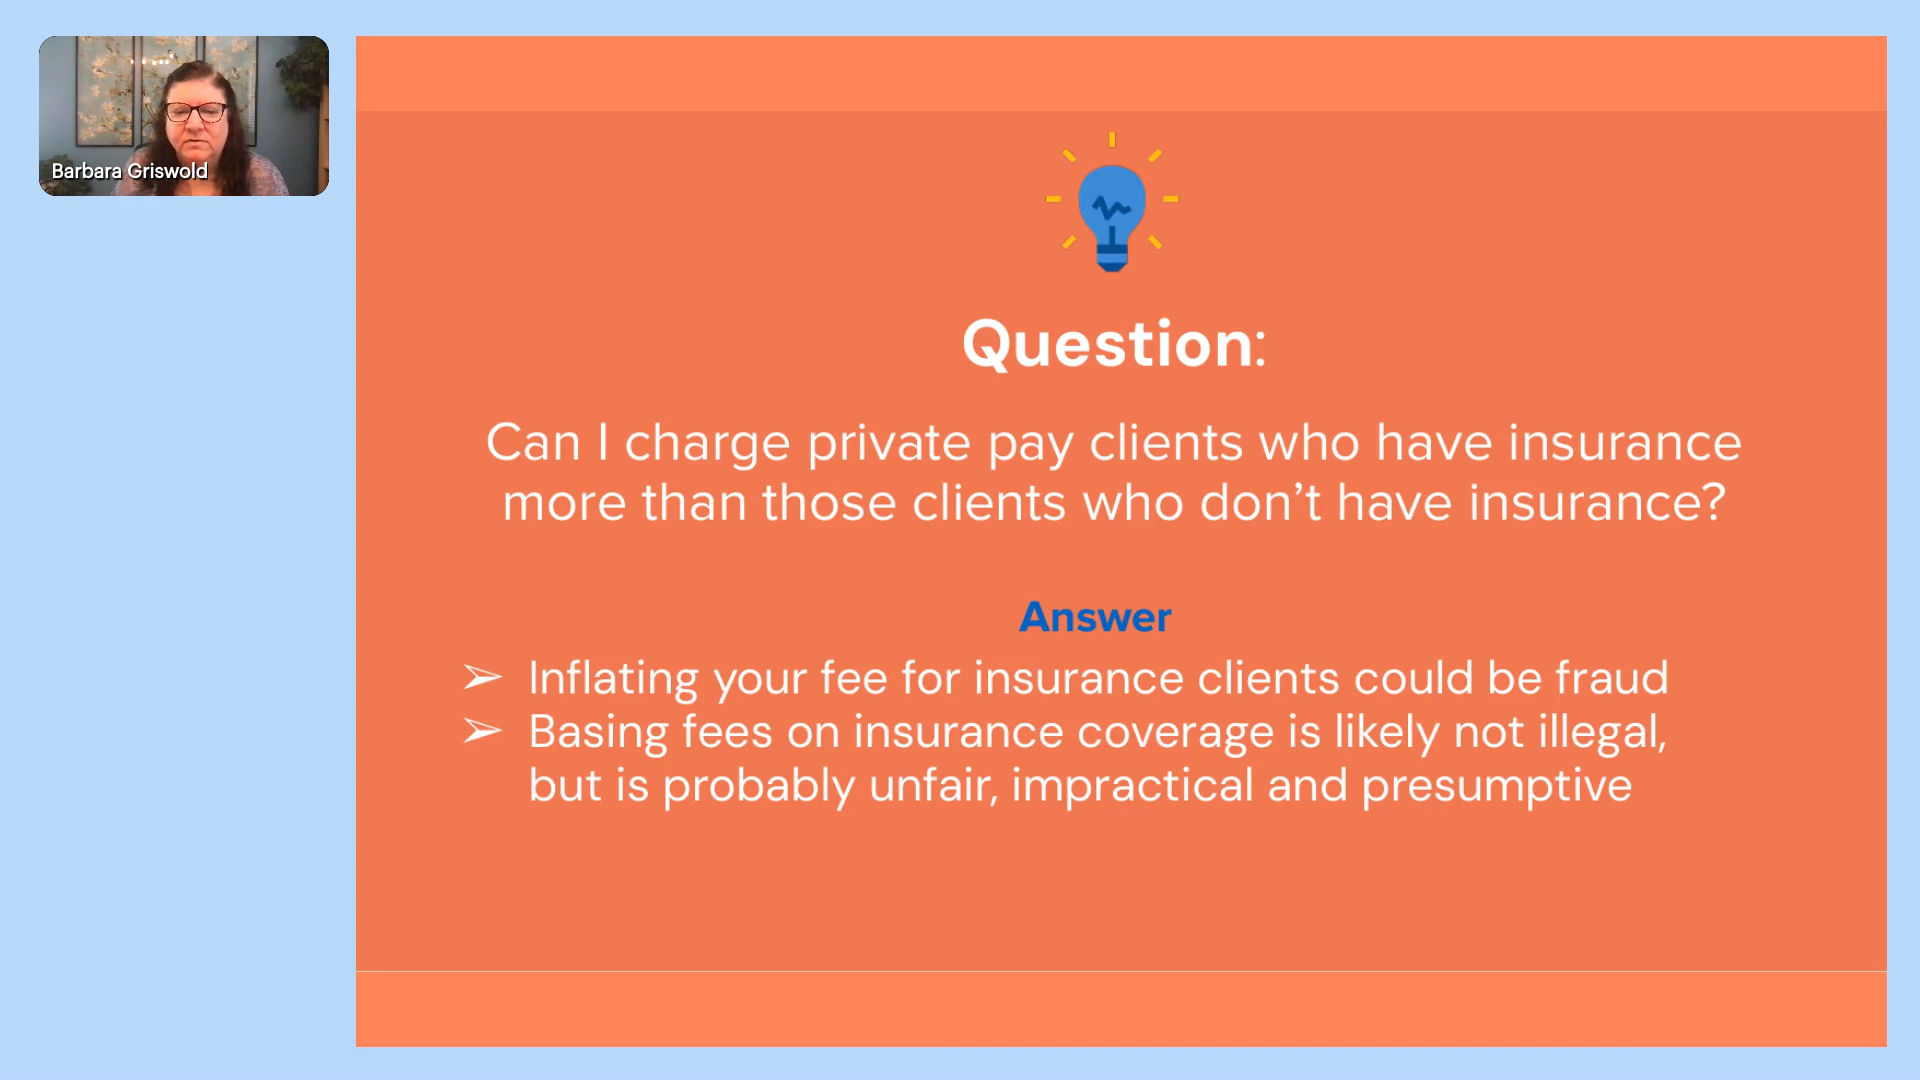 Barbara Griswold
Question:
Can I charge private pay clients who have insurance
more than those clients who don’t have insurance?
Answer
➢ Inflating your fee for insurance clients could be fraud
➢ Basing fees on insurance coverage is likely not illegal,
but is probably unfair, impractical and presumptive